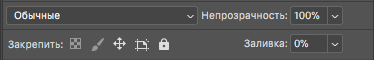 Обычные Непрозрачность: 100%
Закрепить: Заливка: 0%